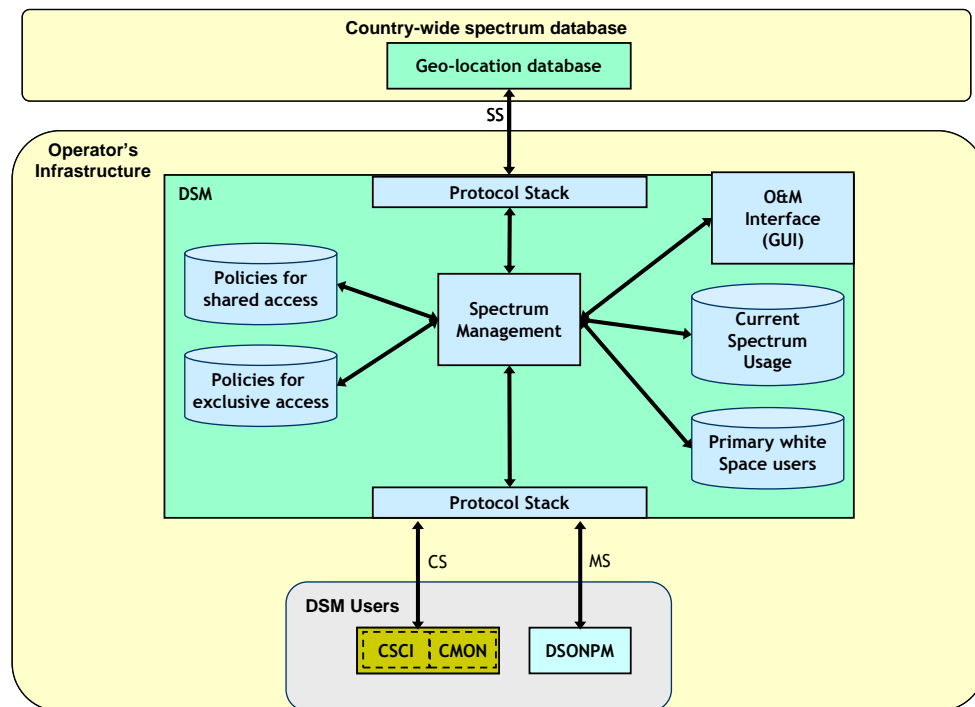 Country-wide spectrum database
Geo-location database
SS
Operator's
Infrastructure
DSM
Protocol Stack
O&M
Interface
(GUI)
Policies for
shared access
Spectrum
Management
Current
Spectrum
Usage
Policies for
exclusive access
Primary white
Space users
Protocol Stack
CS
MS
DSM Users
CSCI
CMON
DSONPM